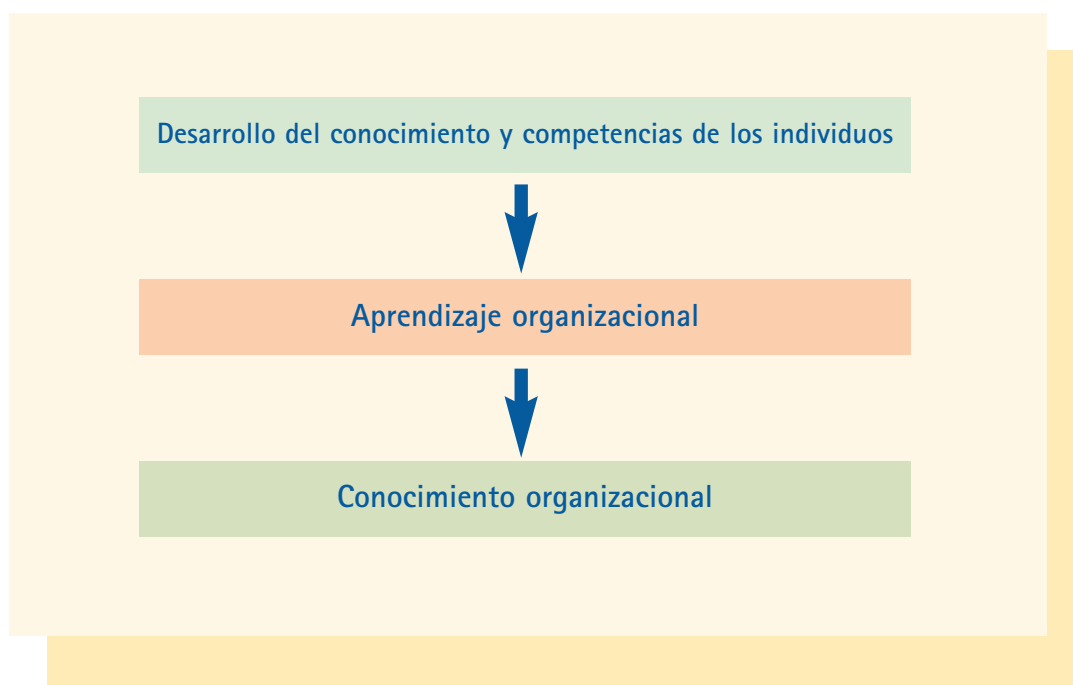 Desarrollo del conocimiento y competencias de los individuos
Aprendizaje organizacional
Conocimiento organizacional